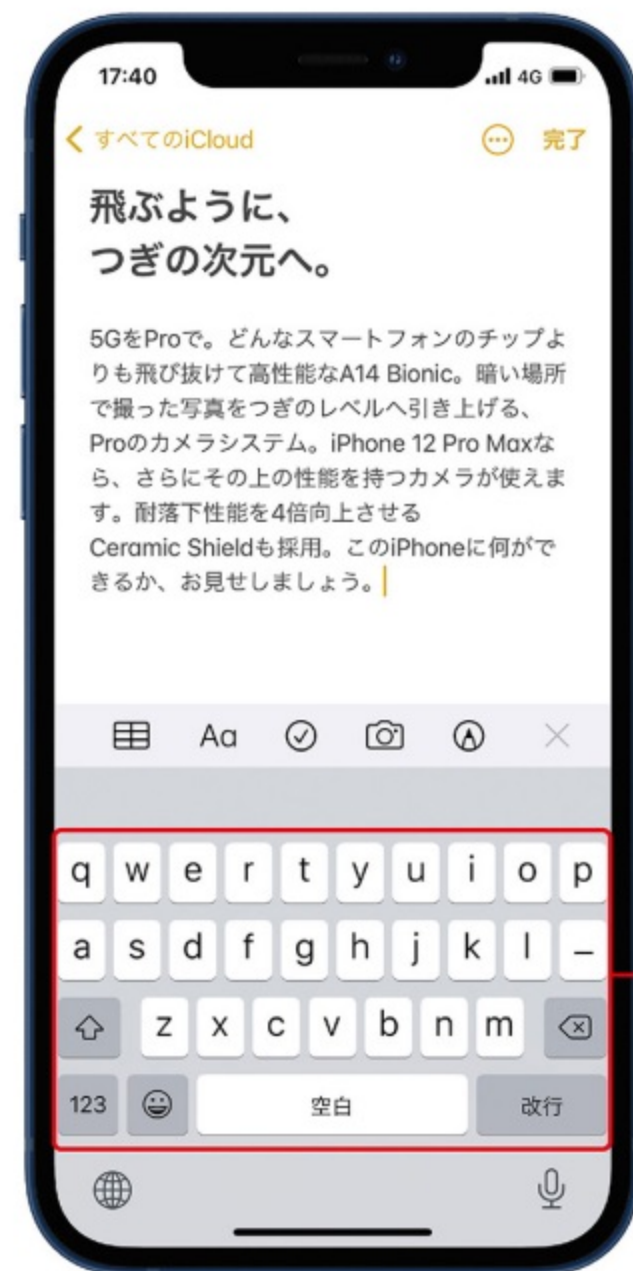 17:40 4G
すべてのiCloud 完了
飛ぶように、
つぎの次元へ。
5GをProで。どんなスマートフォンのチップよ
りも飛び抜けて高性能なA14 Bionic。暗い場所
で撮った写真をつぎのレベルへ引き上げる、
Proのカメラシステム。iPhone 12 Pro Maxな
ら、さらにその上の性能を持つカメラが使えま
す。耐落下性能を4倍向上させる
Ceramic Shieldも採用。このiPhoneに何がで
きるか、お見せしましょう。
Aa
q w e r t y u i o p
a s d f g h j k l ー
z x c v b n m
123 空白 改行